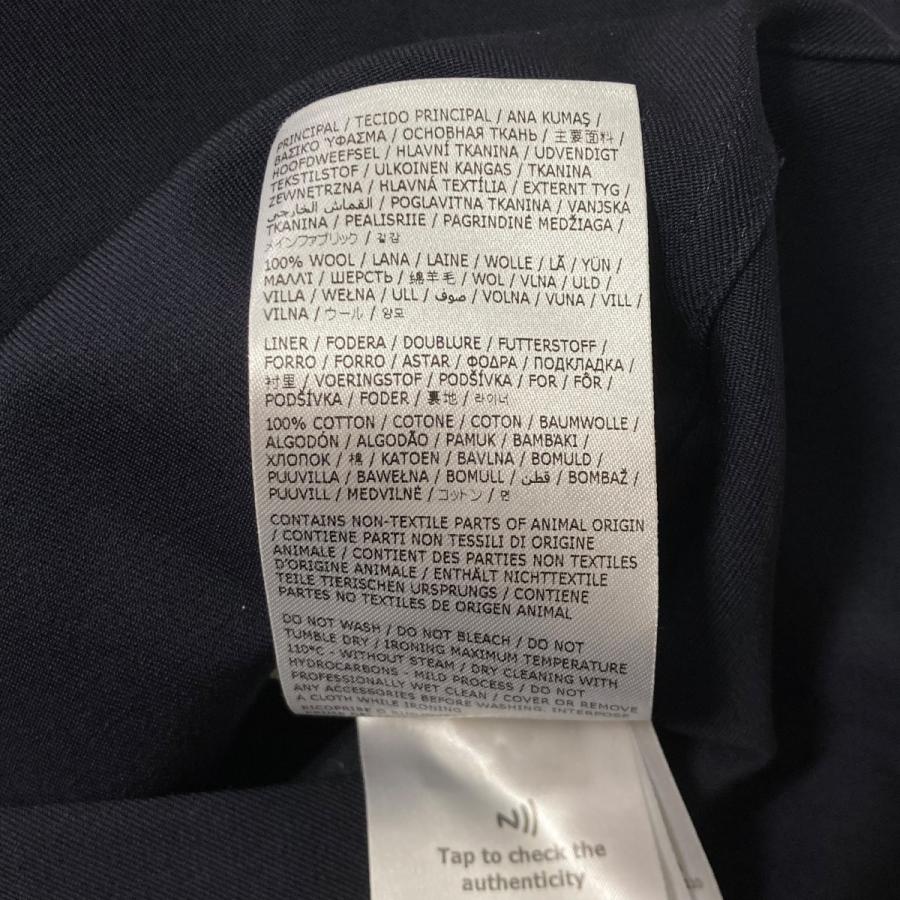 PRINCIPAL / TECIDO PRINCIPAL / ANA KUMAŞ /
ΒΑΣΙΚΌ ΎΦΑΣΜΑ / ОСНОВНАЯ ТКАНЬ / 主要面料 /
HOOFDWEEFSEL / HLAVNÍ TKANINA / UDVENDIGT
TEKSTILSTOF / ULKOINEN KANGAS / TKANINA
ZEWNĘTRZNA / HLAVNÁ TEXTÍLIA / EXTERNT TYG /
القماش الخارجي / POGLAVITNA TKANINA / VANJSKA
TKANINA / PEALISRIIE / PAGRINDINĖ MEDŽIAGA /
メインファブリック / 겉감
100% WOOL / LANA / LAINE / WOLLE / LÃ / YÜN /
ΜΑΛΛΊ / ШЕРСТЬ / 绵羊毛 / WOL / VLNA / ULD /
VILLA / WEŁNA / ULL / صوف / VOLNA / VUNA / VILL /
VILNA / ウール / 양모
LINER / FODERA / DOUBLURE / FUTTERSTOFF /
FORRO / FORRO / ASTAR / ΦΟΔΡΑ / ПОДКЛАДКА /
衬里 / VOERINGSTOF / PODŠÍVKA / FOR / FÔR /
PODŠÍVKA / FODER / 裏地 / 라이너
100% COTTON / COTONE / COTON / BAUMWOLLE /
ALGODÓN / ALGODÃO / PAMUK / ΒΑΜΒΑΚΙ /
ХЛОПОК / 棉 / KATOEN / BAVLNA / BOMULD /
PUUVILLA / BAWEŁNA / BOMULL / قطن / BOMBAŽ /
PUUVILL / MEDVILNĖ / コットン / 면
CONTAINS NON-TEXTILE PARTS OF ANIMAL ORIGIN
/ CONTIENE PARTI NON TESSILI DI ORIGINE
ANIMALE / CONTIENT DES PARTIES NON TEXTILES
D'ORIGINE ANIMALE / ENTHÄLT NICHTTEXTILE
TEILE TIERISCHEN URSPRUNGS / CONTIENE
PARTES NO TEXTILES DE ORIGEN ANIMAL
DO NOT WASH / DO NOT BLEACH / DO NOT
TUMBLE DRY / IRONING MAXIMUM TEMPERATURE
110°C - WITHOUT STEAM / DRY CLEANING WITH
HYDROCARBONS - MILD PROCESS / DO NOT
PROFESSIONALLY WET CLEAN / COVER OR REMOVE
ANY ACCESSORIES BEFORE WASHING. INTERPOSE
A CLOTH WHILE IRONING
Tap to check the
authenticity